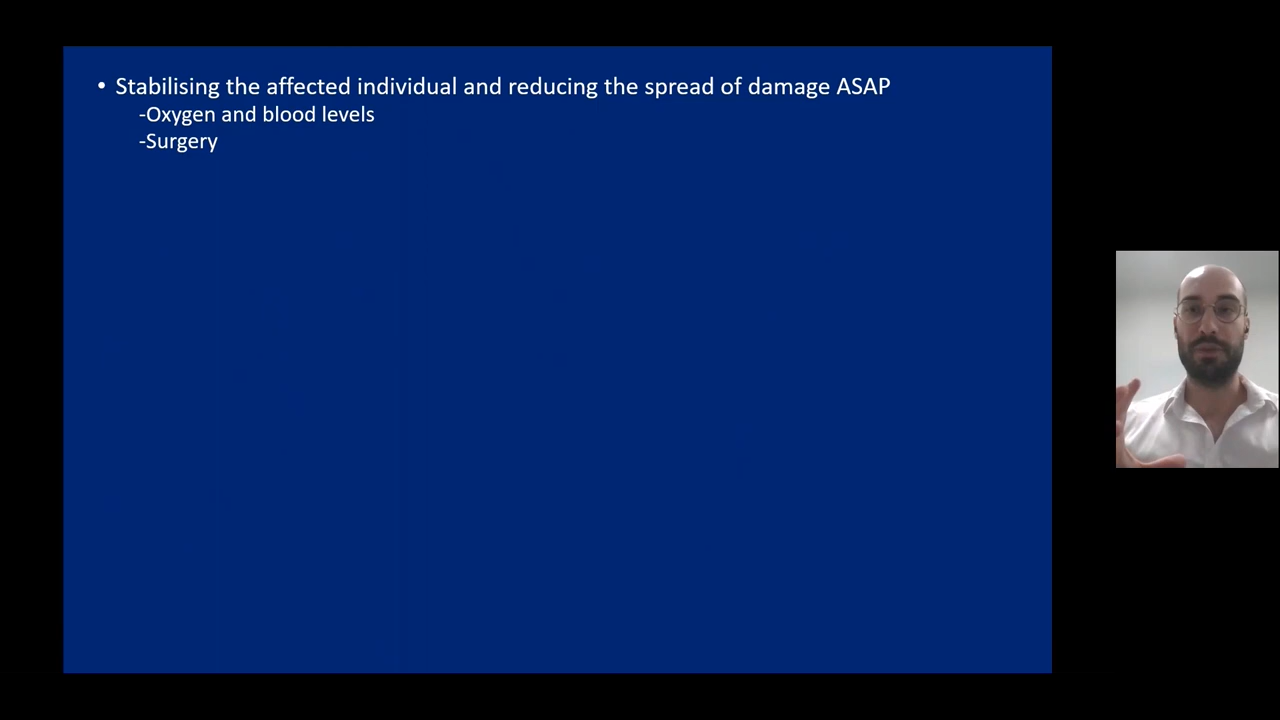 • Stabilising the affected individual and reducing the spread of damage ASAP
-Oxygen and blood levels
-Surgery